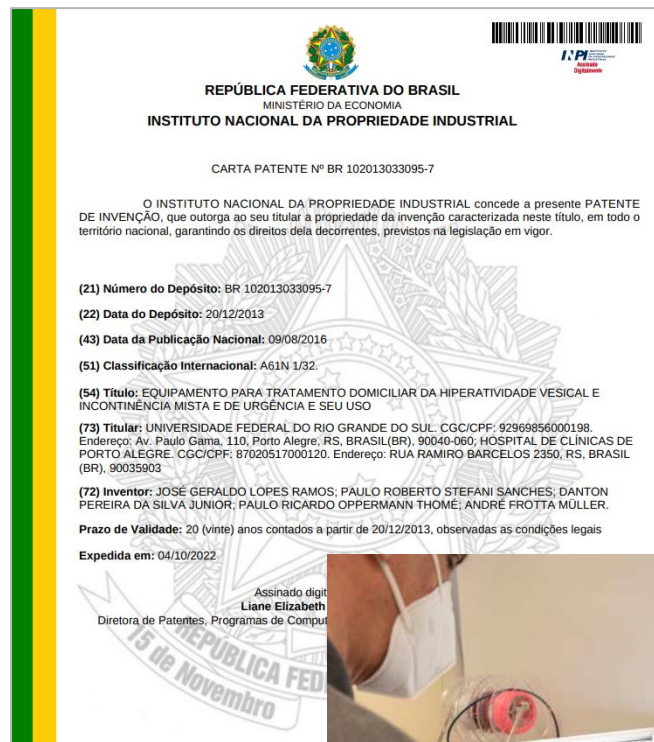 INPI
Assinado
Digitalmente
REPÚBLICA FEDERATIVA DO BRASIL
MINISTÉRIO DA ECONOMIA
INSTITUTO NACIONAL DA PROPRIEDADE INDUSTRIAL
CARTA PATENTE Nº BR 102013033095-7
O INSTITUTO NACIONAL DA PROPRIEDADE INDUSTRIAL concede a presente PATENTE
DE INVENÇÃO, que outorga ao seu titular a propriedade da invenção caracterizada neste título, em todo o
território nacional, garantindo os direitos dela decorrentes, previstos na legislação em vigor.
(21) Número do Depósito: BR 102013033095-7
(22) Data do Depósito: 20/12/2013
(43) Data da Publicação Nacional: 09/08/2016
(51) Classificação Internacional: A61N 1/32.
(54) Título: EQUIPAMENTO PARA TRATAMENTO DOMICILIAR DA HIPERATIVIDADE VESICAL E
INCONTINÊNCIA MISTA E DE URGÊNCIA E SEU USO
(73) Titular: UNIVERSIDADE FEDERAL DO RIO GRANDE DO SUL. CGC/CPF: 92969856000198.
Endereço: Av. Paulo Gama, 110, Porto Alegre, RS, BRASIL(BR), 90040-060; HOSPITAL DE CLÍNICAS DE
PORTO ALEGRE. CGC/CPF: 87020517000120. Endereço: RUA RAMIRO BARCELOS 2350, RS, BRASIL
(BR), 90035903
(72) Inventor: JOSÉ GERALDO LOPES RAMOS; PAULO ROBERTO STEFANI SANCHES; DANTON
PEREIRA DA SILVA JUNIOR; PAULO RICARDO OPPERMANN THOMÉ; ANDRÉ FROTTA MÜLLER.
Prazo de Validade: 20 (vinte) anos contados a partir de 20/12/2013, observadas as condições legais
Expedida em: 04/10/2022
Assinado digit
Liane Elizabeth
Diretora de Patentes, Programas de Comput
REPÚBLICA FED
15 de Novembro